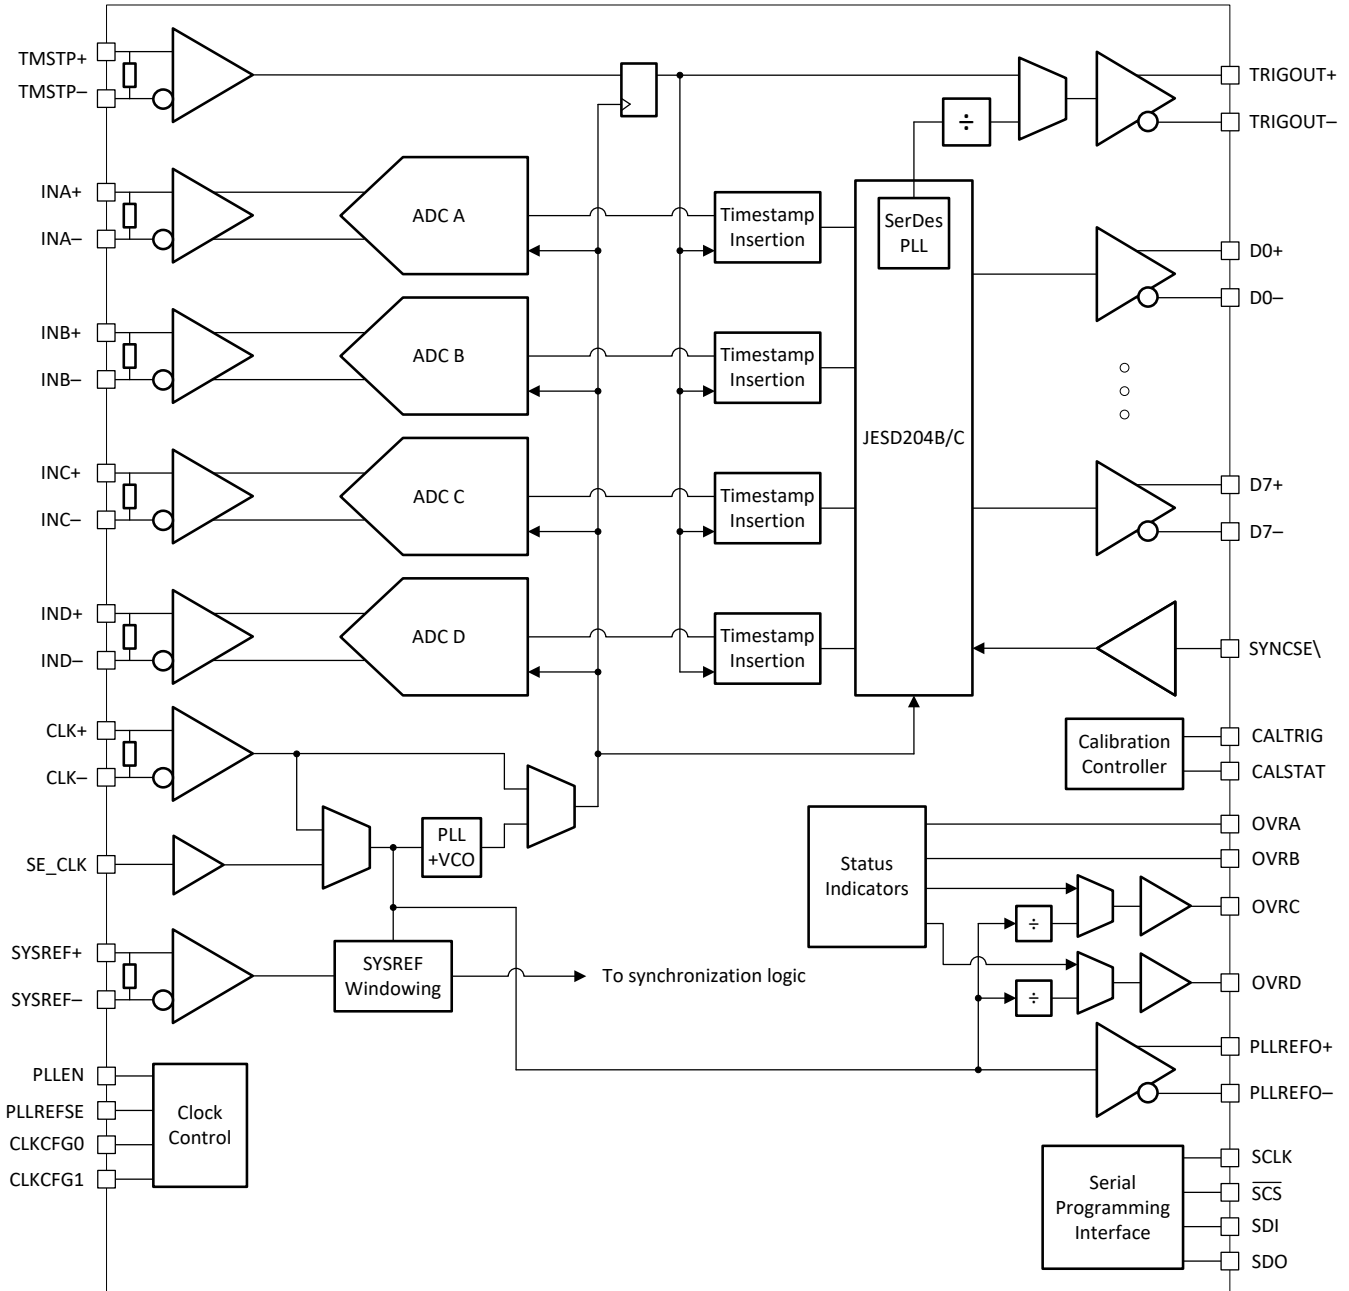 TMSTP+
TMSTP–
INA+
INA–
INB+
INB–
INC+
INC–
IND+
IND–
CLK+
CLK–
SE_CLK
SYSREF+
SYSREF–
PLLEN
PLLREFSE
CLKCFG0
CLKCFG1
ADC A
ADC B
ADC C
ADC D
PLL
+VCO
SYSREF
Windowing
To synchronization logic
Clock
Control
Timestamp
Insertion
Timestamp
Insertion
Timestamp
Insertion
Timestamp
Insertion
÷
SerDes
PLL
JESD204B/C
Calibration
Controller
Status
Indicators
÷
÷
Serial
Programming
Interface
TRIGOUT+
TRIGOUT–
D0+
D0–
D7+
D7–
SYNCSE\
CALTRIG
CALSTAT
OVRA
OVRB
OVRC
OVRD
PLLREFO+
PLLREFO–
SCLK
S̅C̅S̅
SDI
SDO